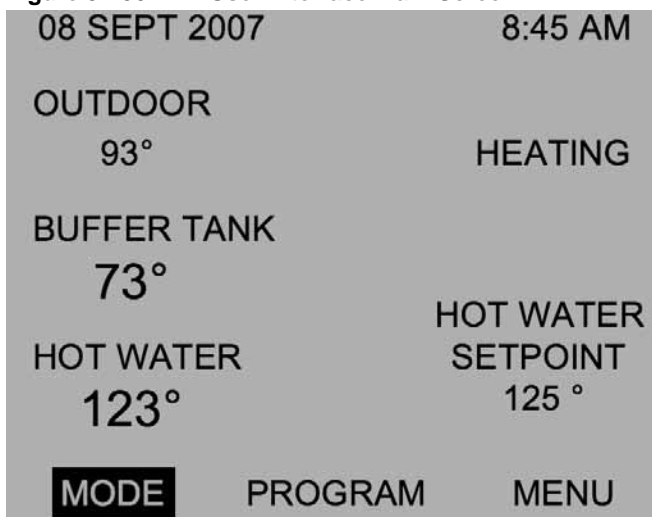 08 SEPT 2007 8:45 AM
OUTDOOR
93° HEATING
BUFFER TANK
73°
HOT WATER
HOT WATER SETPOINT
123° 125 °
MODE PROGRAM MENU